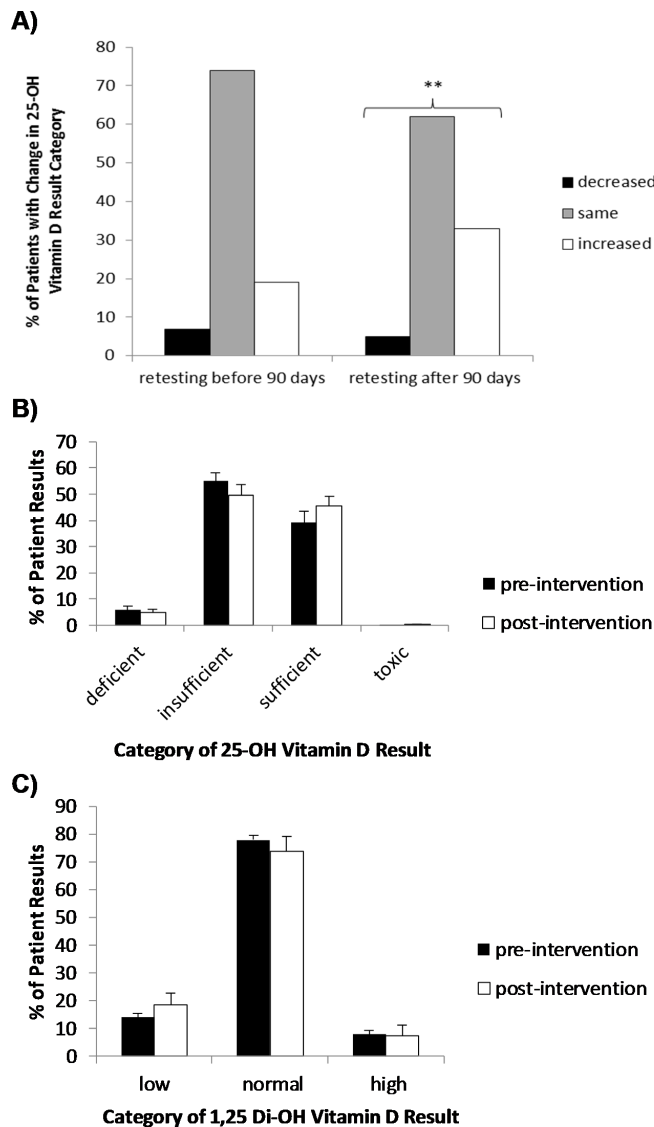 A)
% of Patients with Change in 25-OH
Vitamin D Result Category
80
70
60
50
40
30
20
10
0
**
decreased
same
increased
retesting before 90 days
retesting after 90 days
B)
% of Patient Results
70
60
50
40
30
20
10
0
pre-intervention
post-intervention
deficient
insufficient
sufficient
toxic
Category of 25-OH Vitamin D Result
C)
% of Patient Results
90
80
70
60
50
40
30
20
10
0
pre-intervention
post-intervention
low
normal
high
Category of 1,25 Di-OH Vitamin D Result